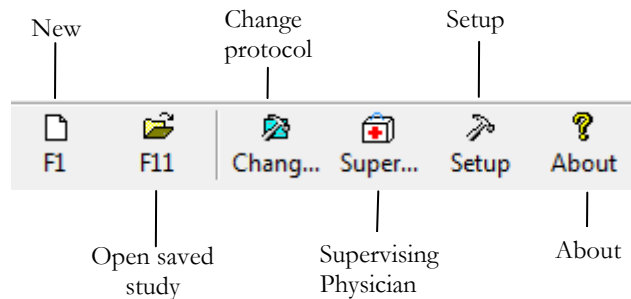 New
Change
protocol
Setup
F1 F11 Chang... Super... Setup About
Open saved
study
Supervising
Physician
About